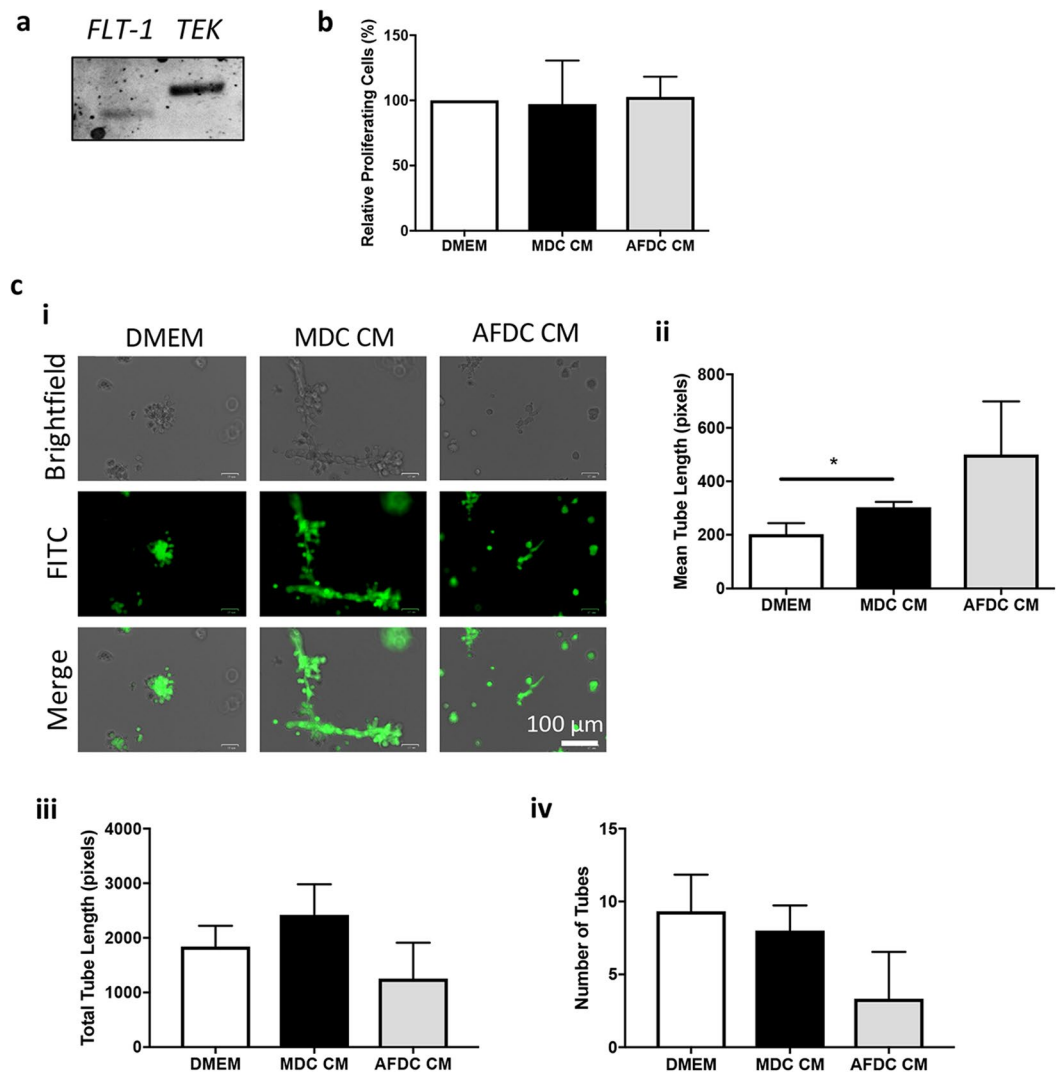 a
FLT-1 TEK
b
Relative Proliferating Cells (%)
150
100
50
0
DMEM MDC CM AFDC CM
c
i
DMEM MDC CM AFDC CM
Brightfield
FITC
Merge
100 µm
ii
Mean Tube Length (pixels)
800
600
400
200
0
*
DMEM MDC CM AFDC CM
iii
Total Tube Length (pixels)
4000
3000
2000
1000
0
DMEM MDC CM AFDC CM
iv
Number of Tubes
15
10
5
0
DMEM MDC CM AFDC CM